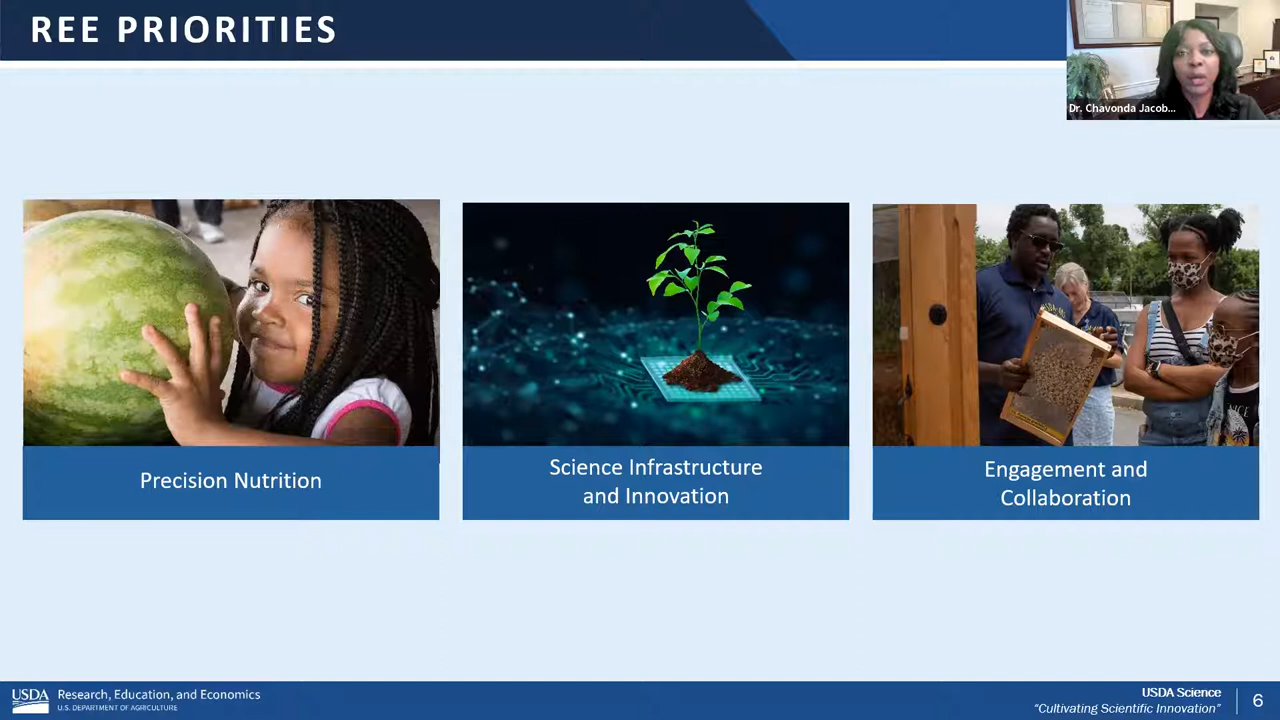 REE PRIORITIES
Dr. Chavonda Jacob...
Precision Nutrition
Science Infrastructure
and Innovation
Engagement and
Collaboration
USDA
Research, Education, and Economics
U.S. DEPARTMENT OF AGRICULTURE
USDA Science
"Cultivating Scientific Innovation"
6